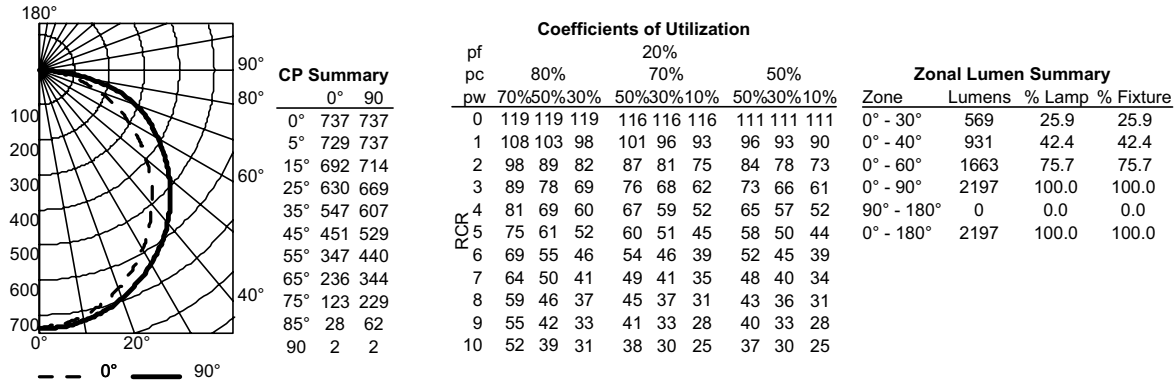 180°
90°
80°
60°
40°
100
200
300
400
500
600
700
0° 20°
0° 90°
CP Summary
0° 90
0° 737 737
5° 729 737
15° 692 714
25° 630 669
35° 547 607
45° 451 529
55° 347 440
65° 236 344
75° 123 229
85° 28 62
90 2 2
Coefficients of Utilization
pf 20%
pc 80% 70% 50%
pw 70%50%30% 50%30%10% 50%30%10%
RCR
0 119 119 119 116 116 116 111 111 111
1 108 103 98 101 96 93 96 93 90
2 98 89 82 87 81 75 84 78 73
3 89 78 69 76 68 62 73 66 61
4 81 69 60 67 59 52 65 57 52
5 75 61 52 60 51 45 58 50 44
6 69 55 46 54 46 39 52 45 39
7 64 50 41 49 41 35 48 40 34
8 59 46 37 45 37 31 43 36 31
9 55 42 33 41 33 28 40 33 28
10 52 39 31 38 30 25 37 30 25
Zonal Lumen Summary
Zone Lumens % Lamp % Fixture
0° - 30° 569 25.9 25.9
0° - 40° 931 42.4 42.4
0° - 60° 1663 75.7 75.7
0° - 90° 2197 100.0 100.0
90° - 180° 0 0.0 0.0
0° - 180° 2197 100.0 100.0